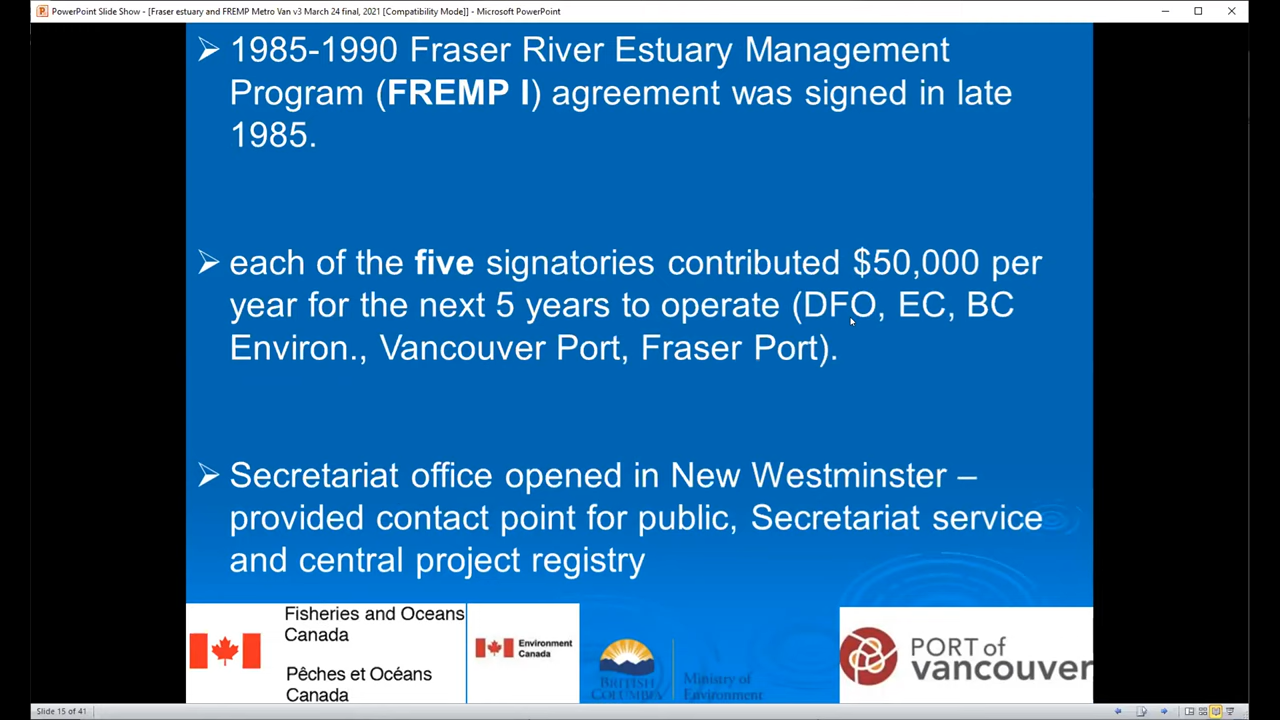 PowerPoint Slide Show - [Fraser estuary and FREMP Metro Van v3 March 24 final, 2021 [Compatibility Mode]] - Microsoft PowerPoint
1985-1990 Fraser River Estuary Management
Program (FREMP I) agreement was signed in late
1985.
each of the five signatories contributed $50,000 per
year for the next 5 years to operate (DFO, EC, BC
Environ., Vancouver Port, Fraser Port).
Secretariat office opened in New Westminster –
provided contact point for public, Secretariat service
and central project registry
Fisheries and Oceans
Canada
Pêches et Océans
Canada
Environment
Canada
BRITISH
COLUMBIA
Ministry of
Environment
PORT of
vancouver
Slide 15 of 41